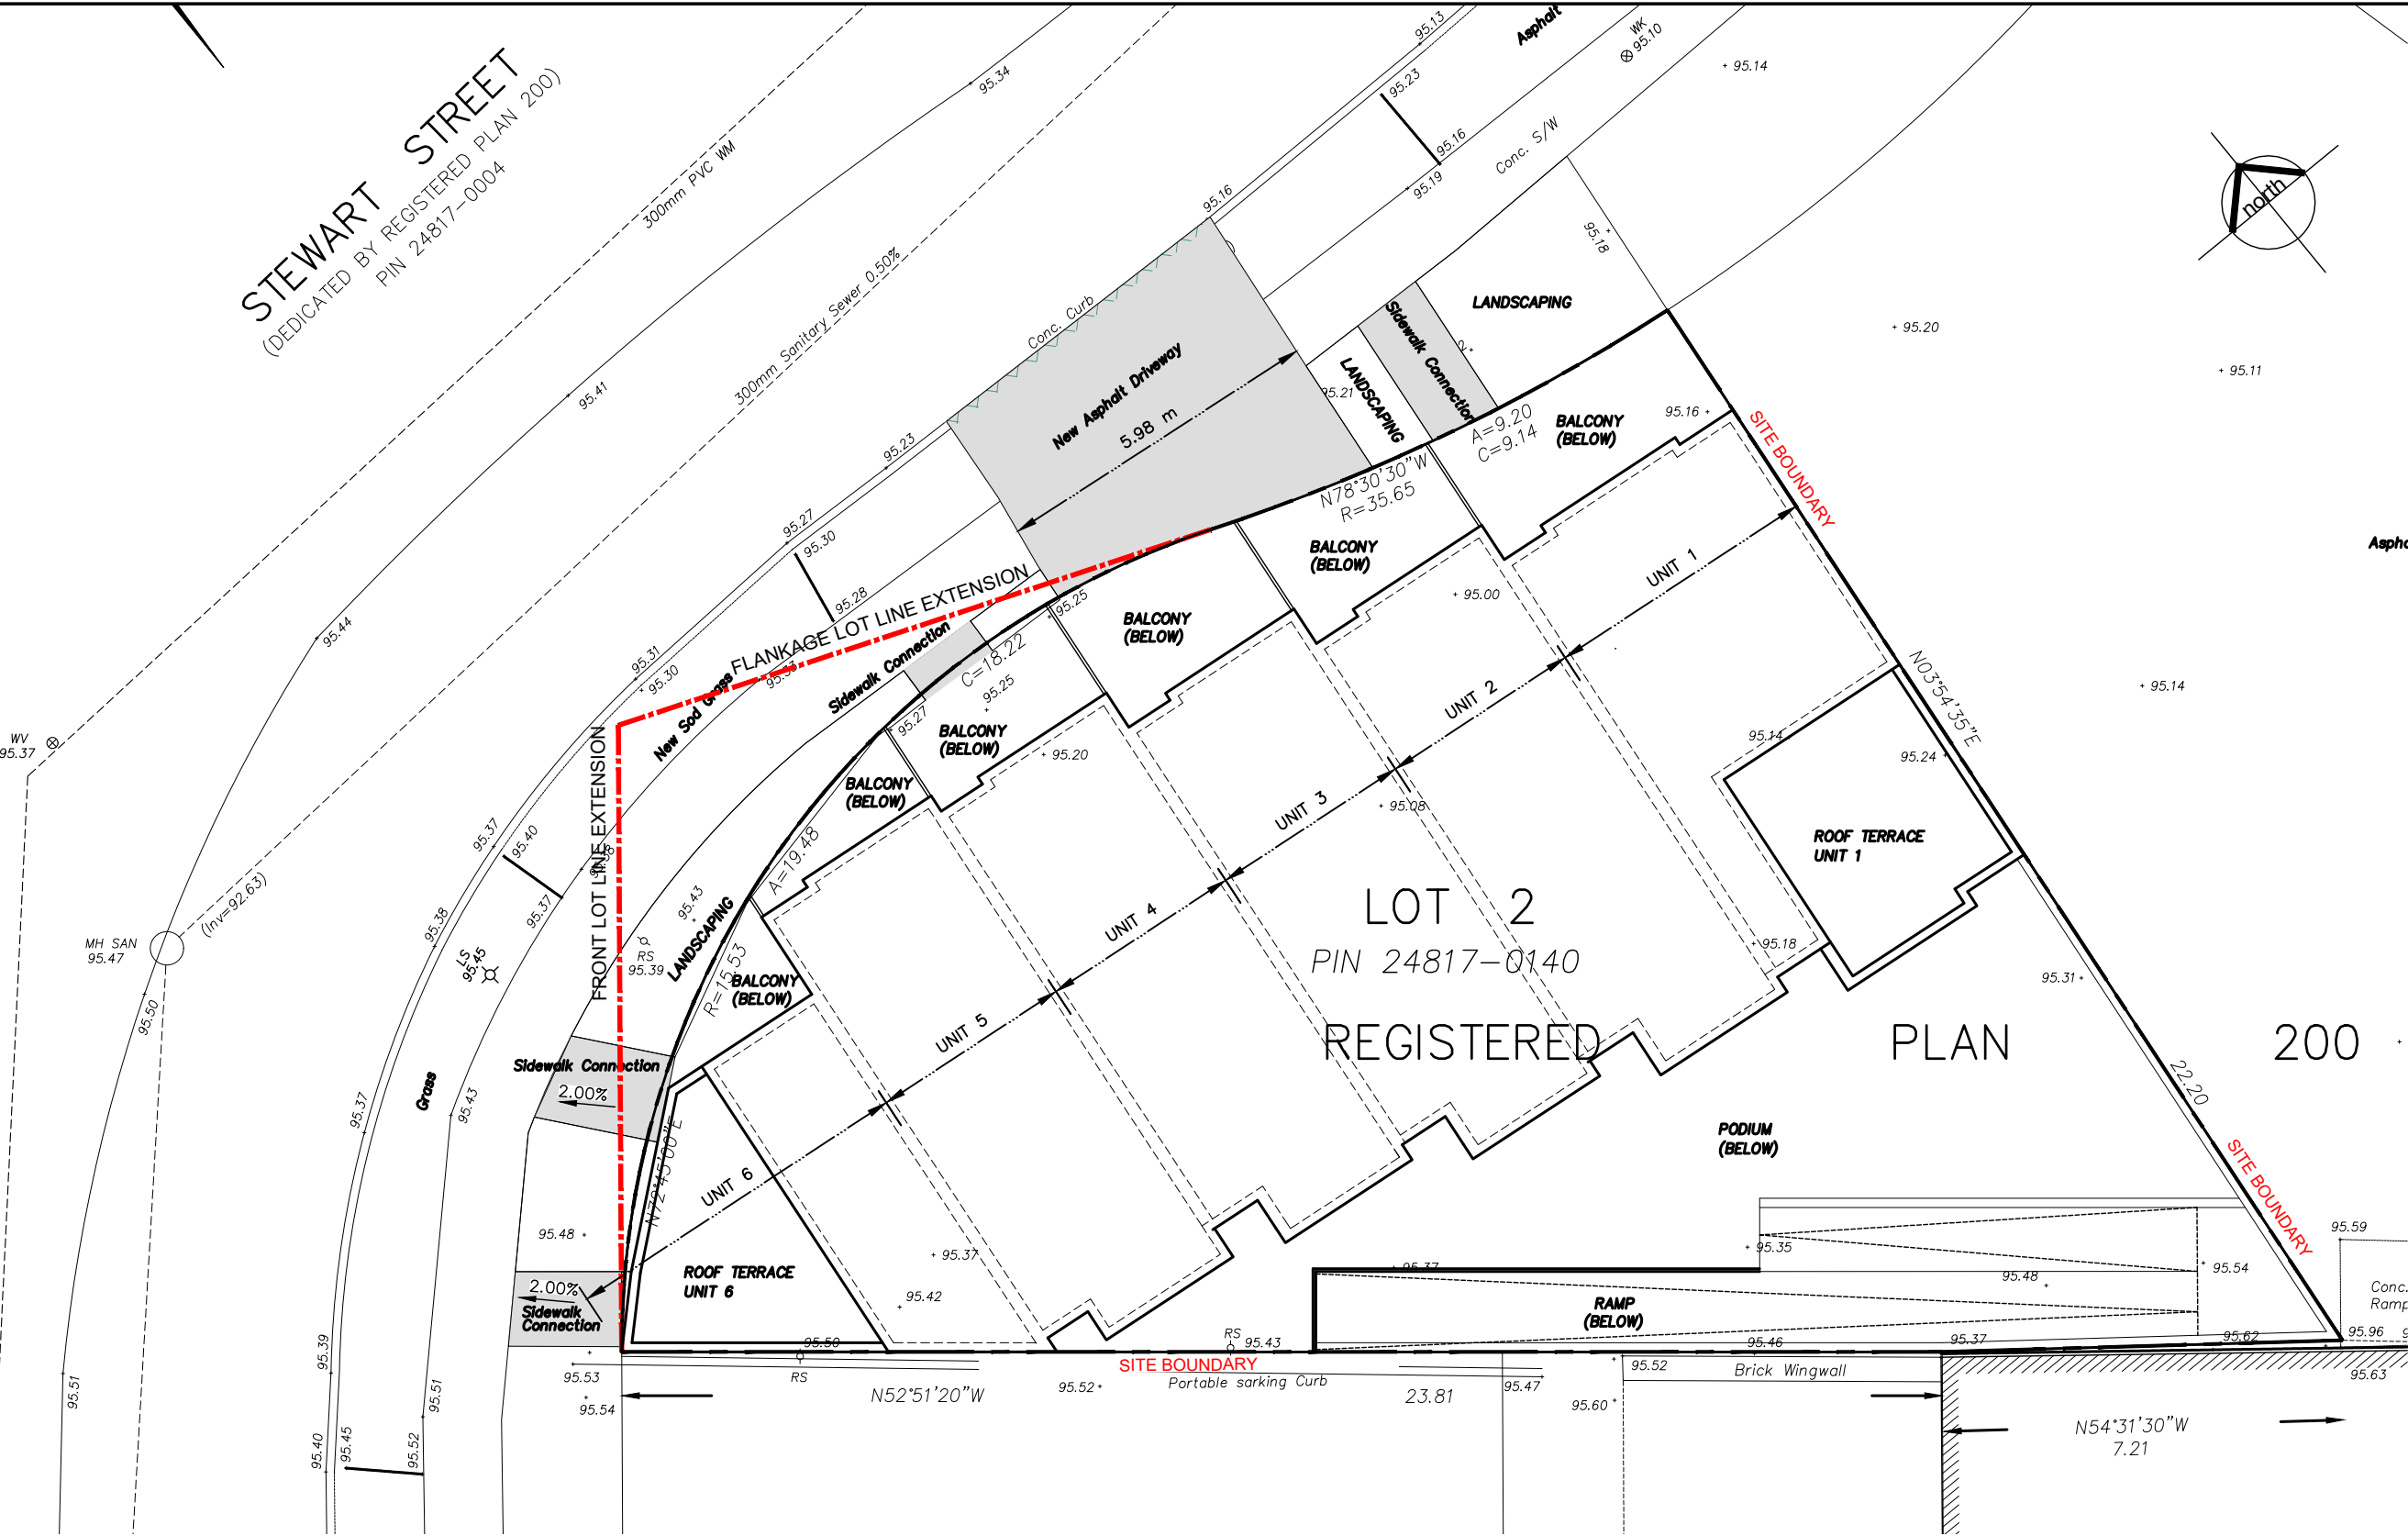 STEWART STREET
(DEDICATED BY REGISTERED PLAN 200)
PIN 24817-0004
300mm PVC WM
300mm Sanitary Sewer 0.50%
95.34
95.41
95.44
95.13
95.23
Asphalt
WK
95.10
95.14
95.16
95.16
95.19
Conc. S/W
95.18
north
Conc. Curb
New Asphalt Driveway
5.98 m
LANDSCAPING
Sidewalk Connection
LANDSCAPING
95.21
95.20
95.11
A=9.20
C=9.14
N78°30'30"W
R=35.65
BALCONY
(BELOW)
95.16
SITE BOUNDARY
95.23
95.27
95.30
95.28
FLANKAGE LOT LINE EXTENSION
95.31
95.30
New Sod Grass
95.33
Sidewalk Connection
C=18.22
95.25
95.25
95.27
BALCONY
(BELOW)
BALCONY
(BELOW)
BALCONY
(BELOW)
BALCONY
(BELOW)
BALCONY
(BELOW)
95.00
UNIT 1
UNIT 2
UNIT 3
UNIT 4
UNIT 5
UNIT 6
95.20
95.08
95.14
95.24
N03°54'35"E
95.14
ROOF TERRACE
UNIT 1
WV
95.37
FRONT LOT LINE EXTENSION
95.37
95.40
95.38
95.37
95.38
A=19.48
R=15.53
95.43
LANDSCAPING
RS
95.39
LS
95.45
MH SAN
95.47
(Inv=92.63)
95.50
LOT 2
PIN 24817-0140
REGISTERED PLAN 200
95.18
95.31
22.20
Sidewalk Connection
2.00%
Grass
95.37
95.43
N72°45'00"E
95.48
2.00%
Sidewalk
Connection
ROOF TERRACE
UNIT 6
95.37
95.42
PODIUM
(BELOW)
SITE BOUNDARY
95.35
95.37
95.48
95.54
95.59
RAMP
(BELOW)
Conc.
Ramp
95.50
RS
95.43
95.46
95.37
95.62
95.96
95.53
RS
SITE BOUNDARY
95.52
Brick Wingwall
95.63
95.54
N52°51'20"W
95.52
Portable sarking Curb
23.81
95.47
95.60
N54°31'30"W
7.21
95.51
95.39
95.51
95.40
95.45
95.52